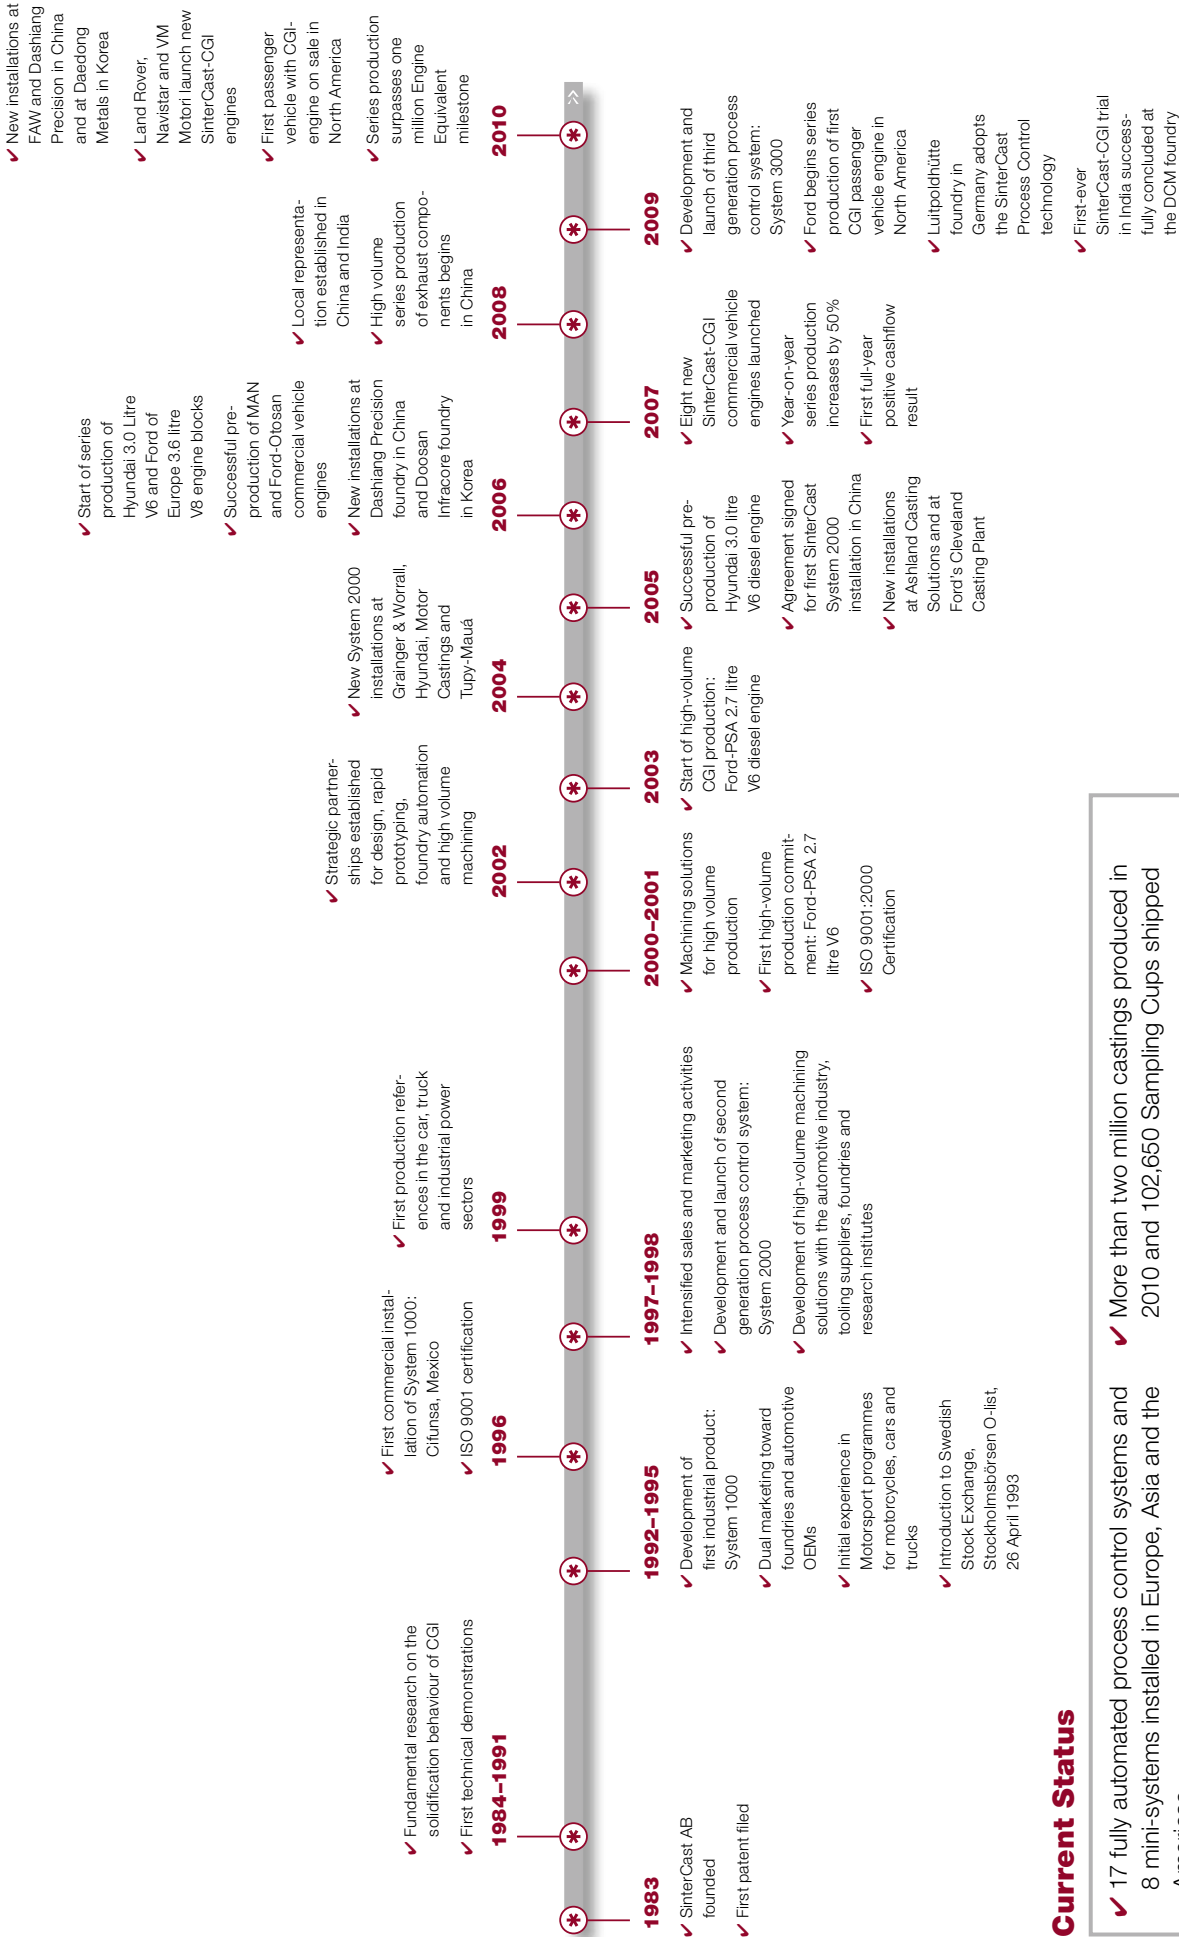 1983
✔ SinterCast AB
founded
✔ First patent filed
✔ Fundamental research on the
solidification behaviour of CGI
✔ First technical demonstrations
1984–1991
1992–1995
✔ Development of
first industrial product:
System 1000
✔ Dual marketing toward
foundries and automotive
OEMs
✔ Initial experience in
Motorsport programmes
for motorcycles, cars and
trucks
✔ Introduction to Swedish
Stock Exchange,
Stockholmsbörsen O-list,
26 April 1993
✔ First commercial instal-
lation of System 1000:
Cifunsa, Mexico
✔ ISO 9001 certification
1996
1997–1998
✔ Intensified sales and marketing activities
✔ Development and launch of second
generation process control system:
System 2000
✔ Development of high-volume machining
solutions with the automotive industry,
tooling suppliers, foundries and
research institutes
✔ First production refer-
ences in the car, truck
and industrial power
sectors
1999
2000–2001
✔ Machining solutions
for high volume
production
✔ First high-volume
production commit-
ment: Ford-PSA 2.7
litre V6
✔ ISO 9001:2000
Certification
✔ Strategic partner-
ships established
for design, rapid
prototyping,
foundry automation
and high volume
machining
2002
2003
✔ Start of high-volume
CGI production:
Ford-PSA 2.7 litre
V6 diesel engine
✔ New System 2000
installations at
Grainger & Worrall,
Hyundai, Motor
Castings and
Tupy-Mauá
2004
2005
✔ Successful pre-
production of
Hyundai 3.0 litre
V6 diesel engine
✔ Agreement signed
for first SinterCast
System 2000
installation in China
✔ New installations
at Ashland Casting
Solutions and at
Ford's Cleveland
Casting Plant
✔ Start of series
production of
Hyundai 3.0 Litre
V6 and Ford of
Europe 3.6 litre
V8 engine blocks
✔ Successful pre-
production of MAN
and Ford-Otosan
commercial vehicle
engines
✔ New installations at
Dashiang Precision
foundry in China
and Doosan
Infracore foundry
in Korea
2006
2007
✔ Eight new
SinterCast-CGI
commercial vehicle
engines launched
✔ Year-on-year
series production
increases by 50%
✔ First full-year
positive cashflow
result
✔ Local representa-
tion established in
China and India
✔ High volume
series production
of exhaust compo-
nents begins
in China
2008
2009
✔ Development and
launch of third
generation process
control system:
System 3000
✔ Ford begins series
production of first
CGI passenger
vehicle engine in
North America
✔ Luitpoldhütte
foundry in
Germany adopts
the SinterCast
Process Control
technology
✔ First-ever
SinterCast-CGI trial
in India success-
fully concluded at
the DCM foundry
✔ New installations at
FAW and Dashiang
Precision in China
and at Daedong
Metals in Korea
✔ Land Rover,
Navistar and VM
Motori launch new
SinterCast-CGI
engines
✔ First passenger
vehicle with CGI-
engine on sale in
North America
✔ Series production
surpasses one
million Engine
Equivalent
milestone
2010
»
Current Status
✔ 17 fully automated process control systems and
8 mini-systems installed in Europe, Asia and the
Americas
✔ More than two million castings produced in
2010 and 102,650 Sampling Cups shipped